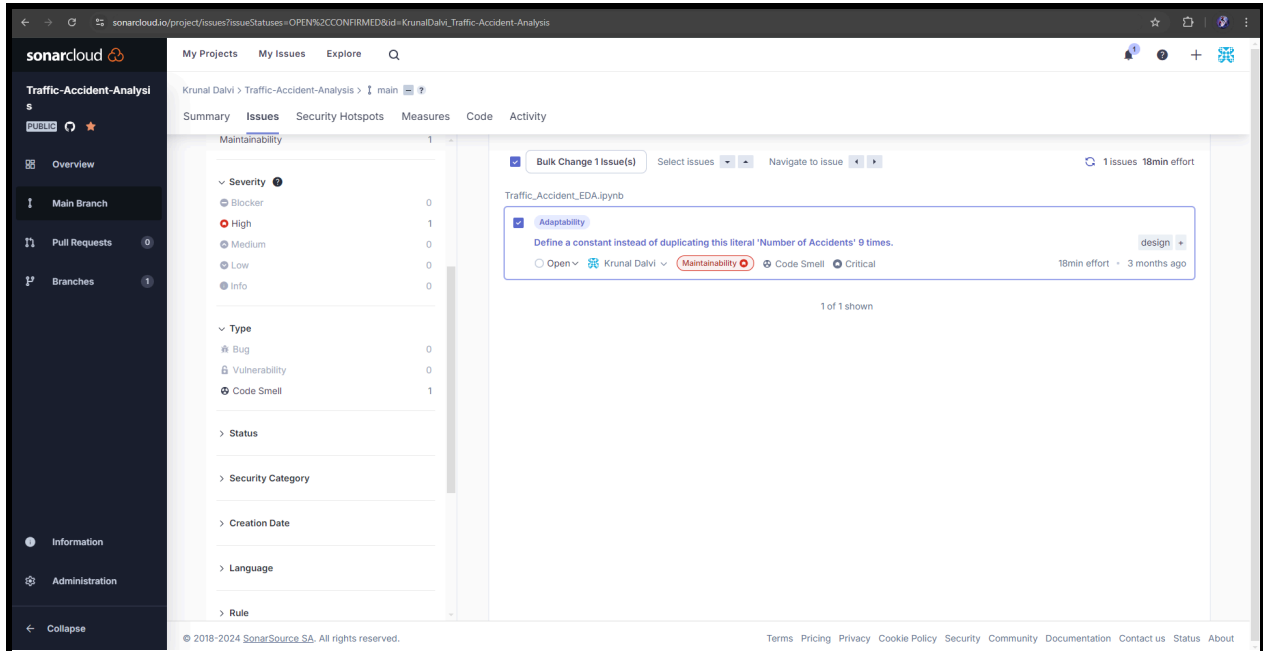 sonarcloud.io/project/issues?issueStatuses=OPEN%2CCONFIRMED&id=KrunalDalvi_Traffic-Accident-Analysis
sonarcloud
My Projects My Issues Explore
1
Traffic-Accident-Analysi
s
PUBLIC
Overview
Main Branch
Pull Requests 0
Branches 1
Information
Administration
Collapse
Krunal Dalvi > Traffic-Accident-Analysis > main ?
Summary Issues Security Hotspots Measures Code Activity
Maintainability 1
Severity ?
Blocker 0
High 1
Medium 0
Low 0
Info 0
Type
Bug 0
Vulnerability 0
Code Smell 1
Status
Security Category
Creation Date
Language
Rule
Bulk Change 1 Issue(s) Select issues Navigate to issue 1 issues 18min effort
Traffic_Accident_EDA.ipynb
Adaptability
Define a constant instead of duplicating this literal 'Number of Accidents' 9 times. design +
Open Krunal Dalvi Maintainability Code Smell Critical 18min effort • 3 months ago
1 of 1 shown
© 2018-2024 SonarSource SA. All rights reserved. Terms Pricing Privacy Cookie Policy Security Community Documentation Contact us Status About